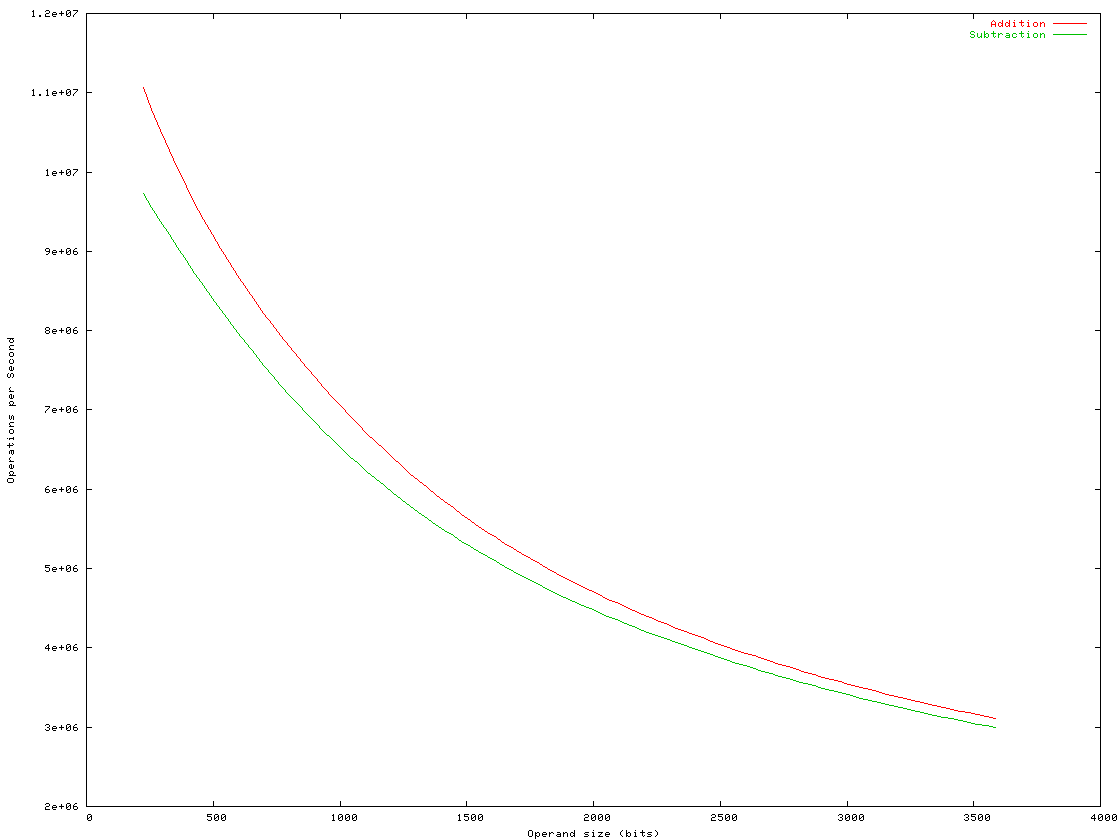 1.2e+07
Addition
Subtraction
1.1e+07
1e+07
9e+06
8e+06
Operations per Second
7e+06
6e+06
5e+06
4e+06
3e+06
2e+06
0 500 1000 1500 2000 2500 3000 3500 4000
Operand size (bits)